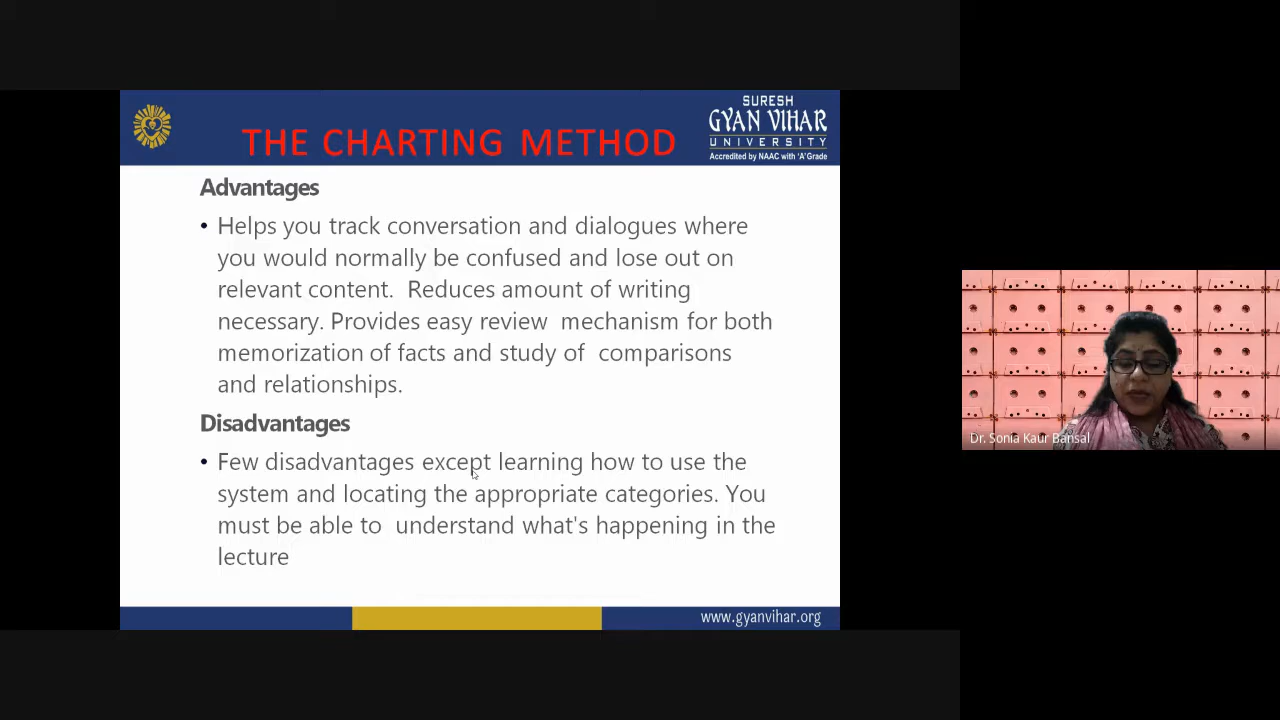 THE CHARTING METHOD
SURESH
GYAN VIHAR
UNIVERSITY
Accredited by NAAC with 'A' Grade
Advantages
• Helps you track conversation and dialogues where
you would normally be confused and lose out on
relevant content. Reduces amount of writing
necessary. Provides easy review mechanism for both
memorization of facts and study of comparisons
and relationships.
Disadvantages
• Few disadvantages except learning how to use the
system and locating the appropriate categories. You
must be able to understand what's happening in the
lecture
www.gyanvihar.org
Dr. Sonia Kaur Bansal